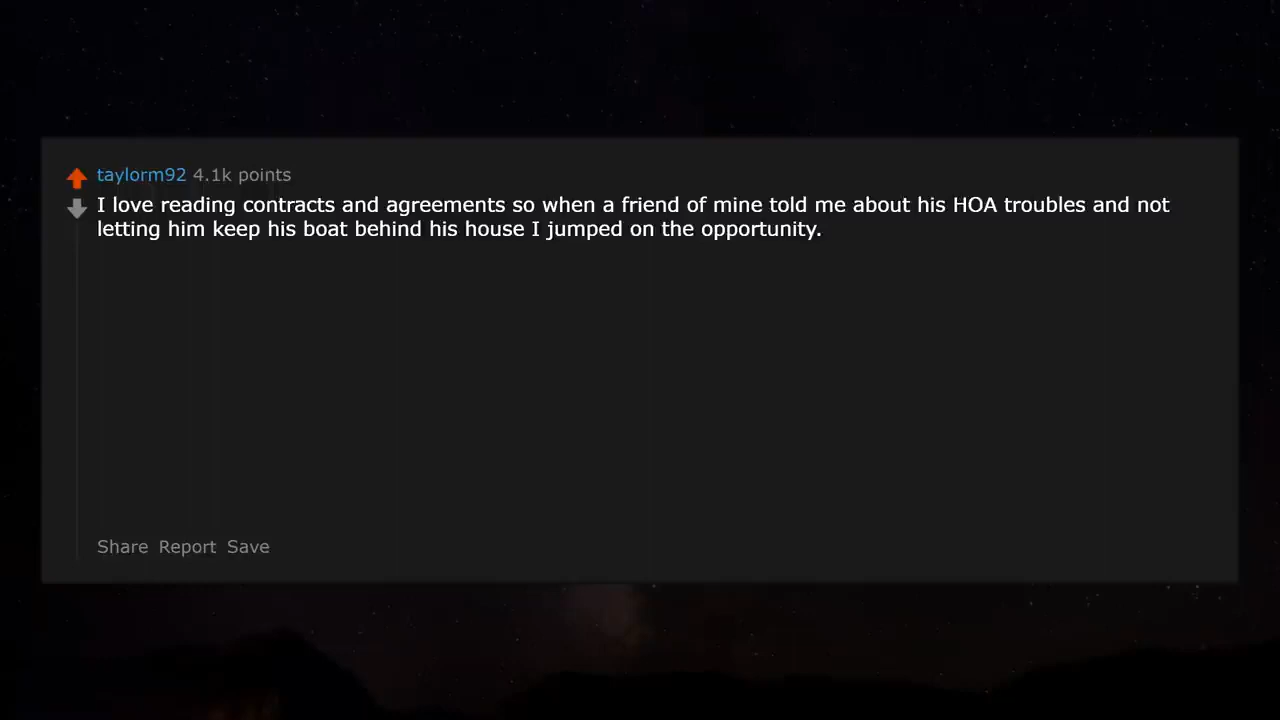 taylorm92 4.1k points
I love reading contracts and agreements so when a friend of mine told me about his HOA troubles and not
letting him keep his boat behind his house I jumped on the opportunity.
Share Report Save